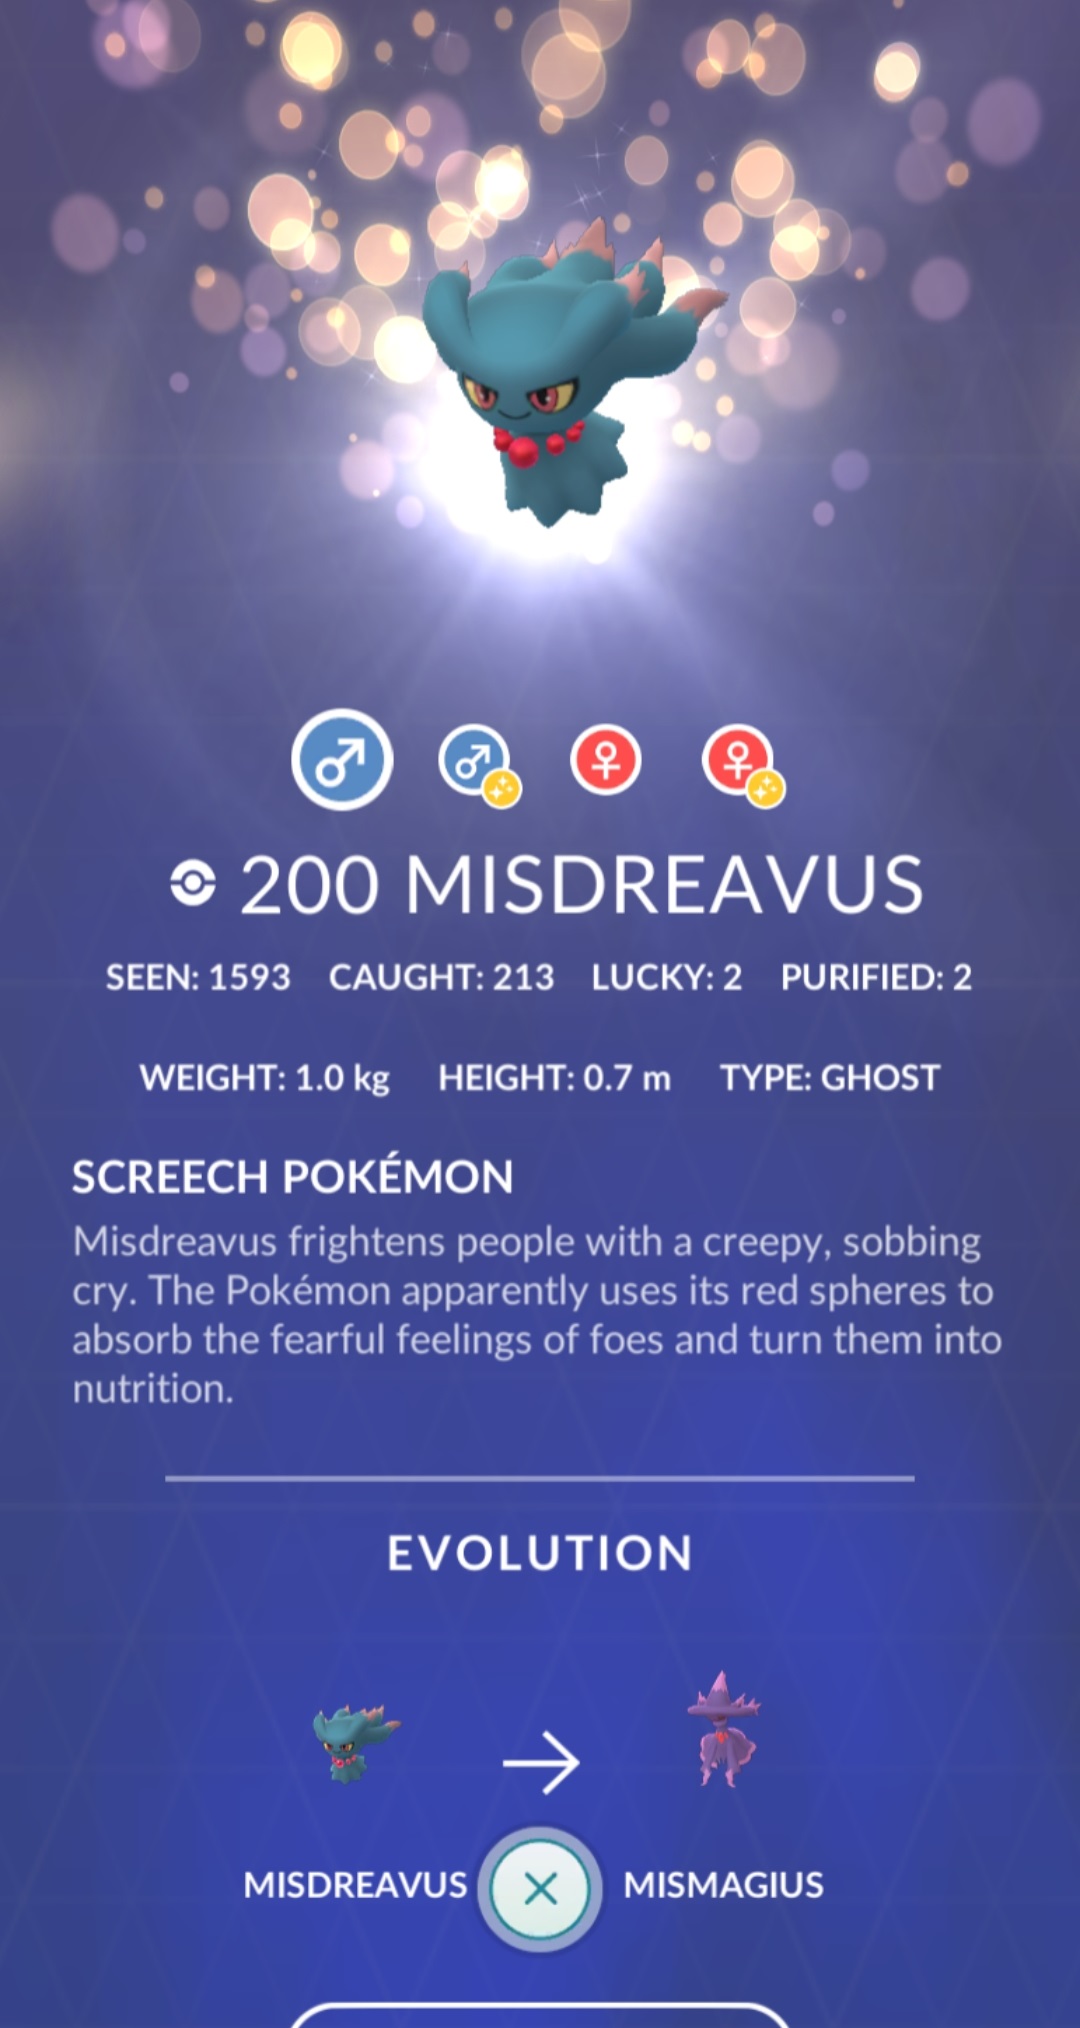 200 MISDREAVUS
SEEN: 1593 CAUGHT: 213 LUCKY: 2 PURIFIED: 2
WEIGHT: 1.0 kg HEIGHT: 0.7 m TYPE: GHOST
SCREECH POKÉMON
Misdreavus frightens people with a creepy, sobbing
cry. The Pokémon apparently uses its red spheres to
absorb the fearful feelings of foes and turn them into
nutrition.
EVOLUTION
MISDREAVUS MISMAGIUS